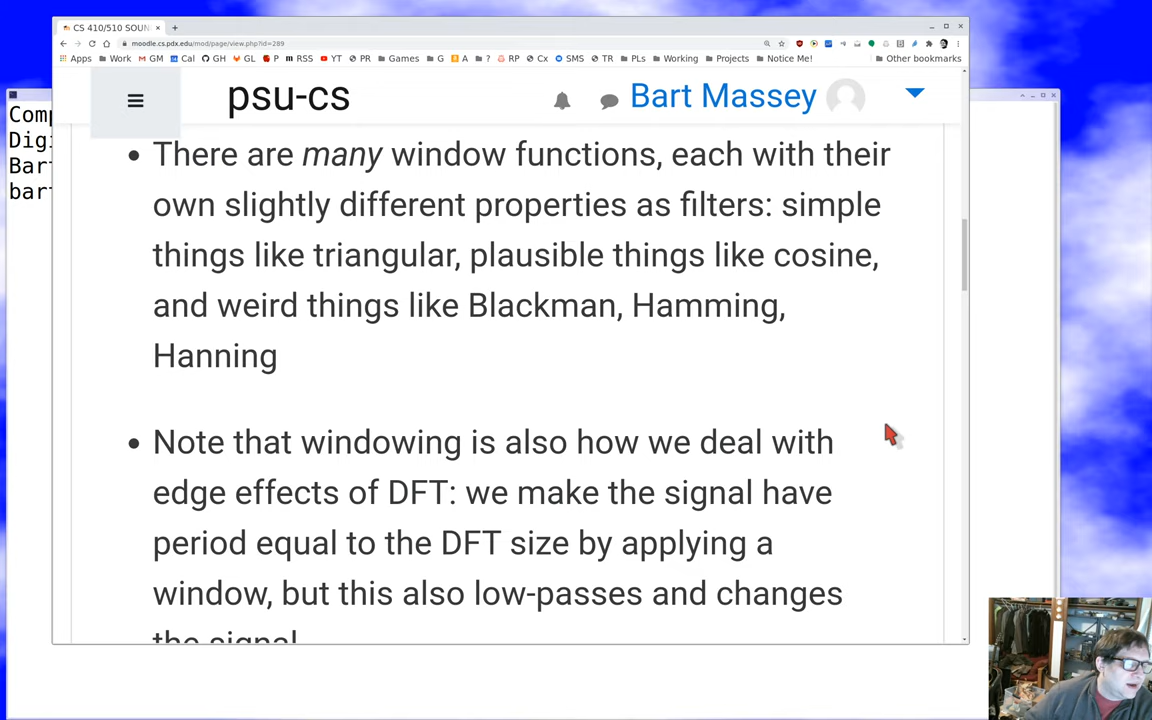 CS 410/510 SOUN
moodle.cs.pdx.edu/mod/page/view.php?id=289
Apps Work GM Cal GH GL P RSS YT PR Games G A ? RP Cx SMS TR PLs Working Projects Notice Me! Other bookmarks
psu-cs
Bart Massey
Com
Digi
Bar
bar
There are many window functions, each with their
own slightly different properties as filters: simple
things like triangular, plausible things like cosine,
and weird things like Blackman, Hamming,
Hanning
Note that windowing is also how we deal with
edge effects of DFT: we make the signal have
period equal to the DFT size by applying a
window, but this also low-passes and changes
the signal